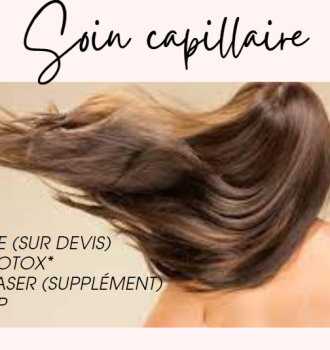 Soin capillaire
E (SUR DEVIS)
OTOX*
ASER (SUPPLÉMENT)
P